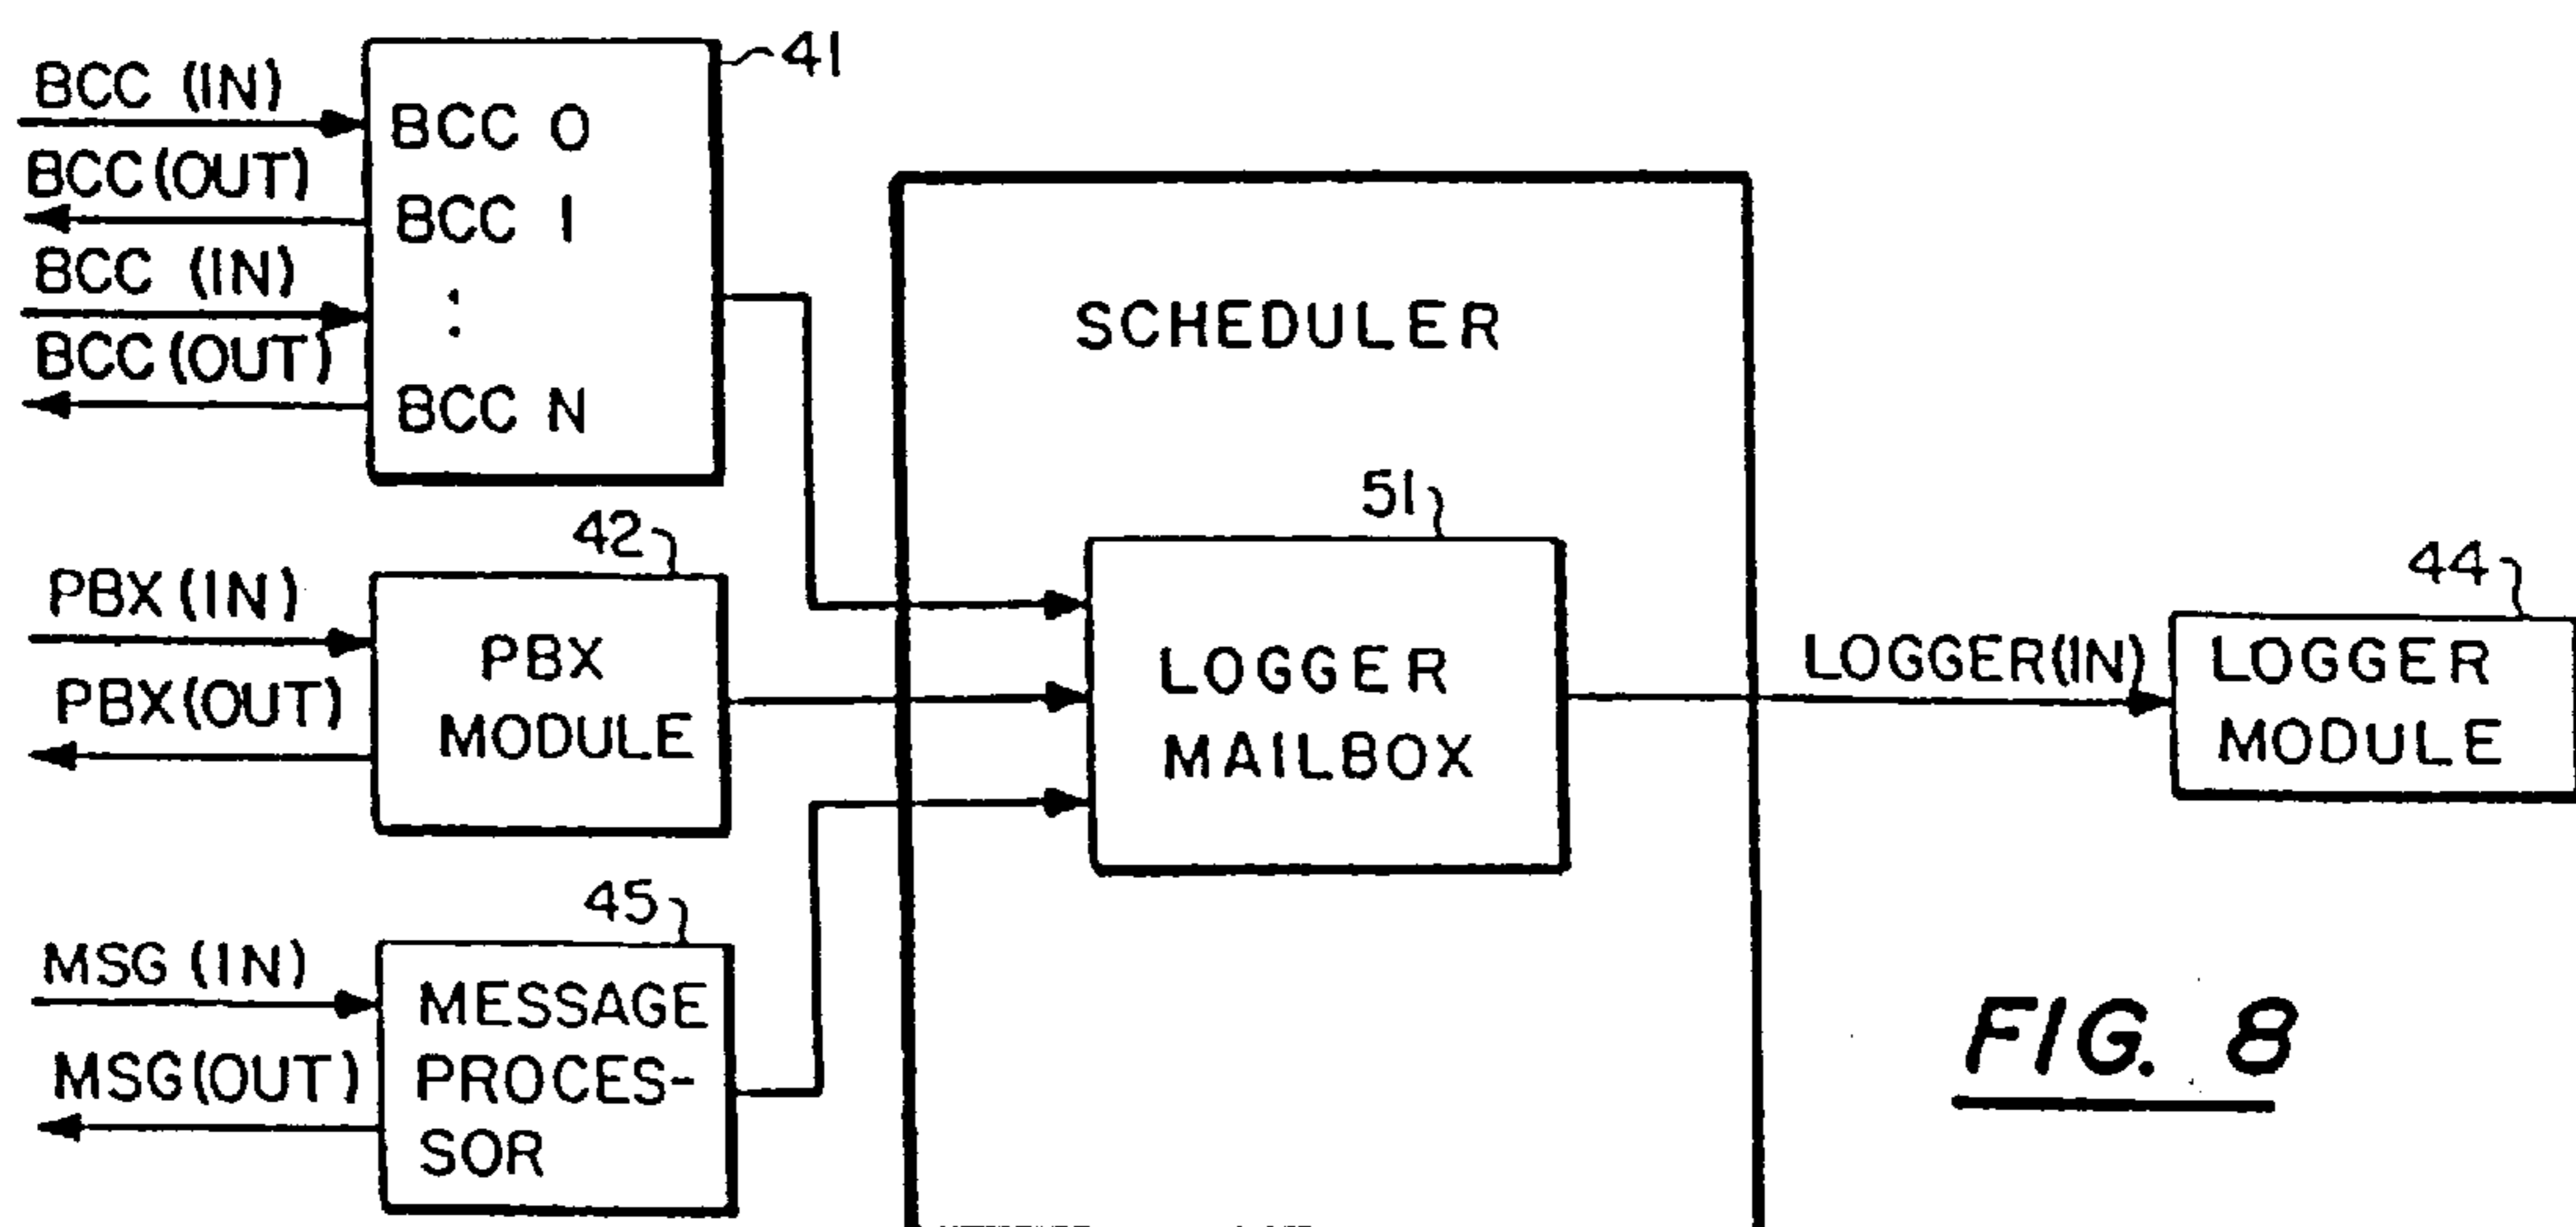 BCC (IN)
BCC(OUT)
BCC (IN)
BCC(OUT)
41
BCC 0
BCC 1
:
BCC N
SCHEDULER
42
PBX(IN)
PBX(OUT)
PBX
MODULE
51
LOGGER
MAILBOX
LOGGER(IN)
44
LOGGER
MODULE
45
MSG (IN)
MSG(OUT)
MESSAGE
PROCES-
SOR
FIG. 8